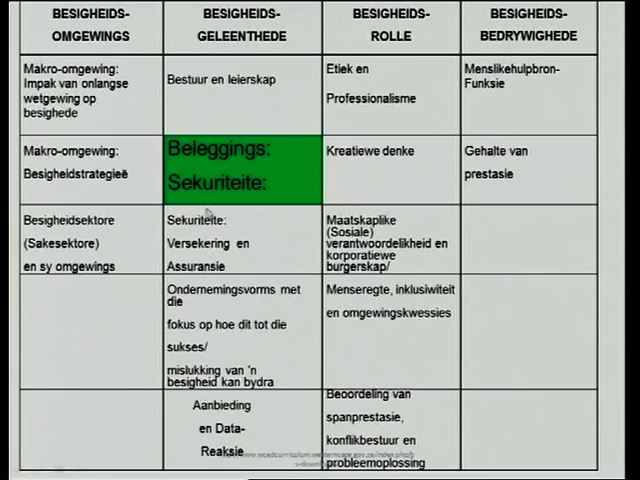 BESIGHEIDS-
OMGEWINGS
BESIGHEIDS-
GELEENTHEDE
BESIGHEIDS-
ROLLE
BESIGHEIDS-
BEDRYWIGHEDE
Makro-omgewing:
Impak van onlangse
wetgewing op
besighede
Bestuur en leierskap
Etiek en
Professionalisme
Menslikehulpbron-
Funksie
Makro-omgewing:
Besigheidstrategieë
Beleggings:
Sekuriteite:
Kreatiewe denke
Gehalte van
prestasie
Besigheidsektore
(Sakesektore)
en sy omgewings
Sekuriteite:
Versekering en
Assuransie
Maatskaplike
(Sosiale)
verantwoordelikheid en
korporatiewe
burgerskap/
Ondernemingsvorms met
die
fokus op hoe dit tot die
sukses/
mislukking van 'n
besigheid kan bydra
Menseregte, inklusiwiteit
en omgewingskwessies
Aanbieding
en Data-
Reaksie
Beoordeling van
spanprestasie,
konflikbestuur en
probleemoplossing